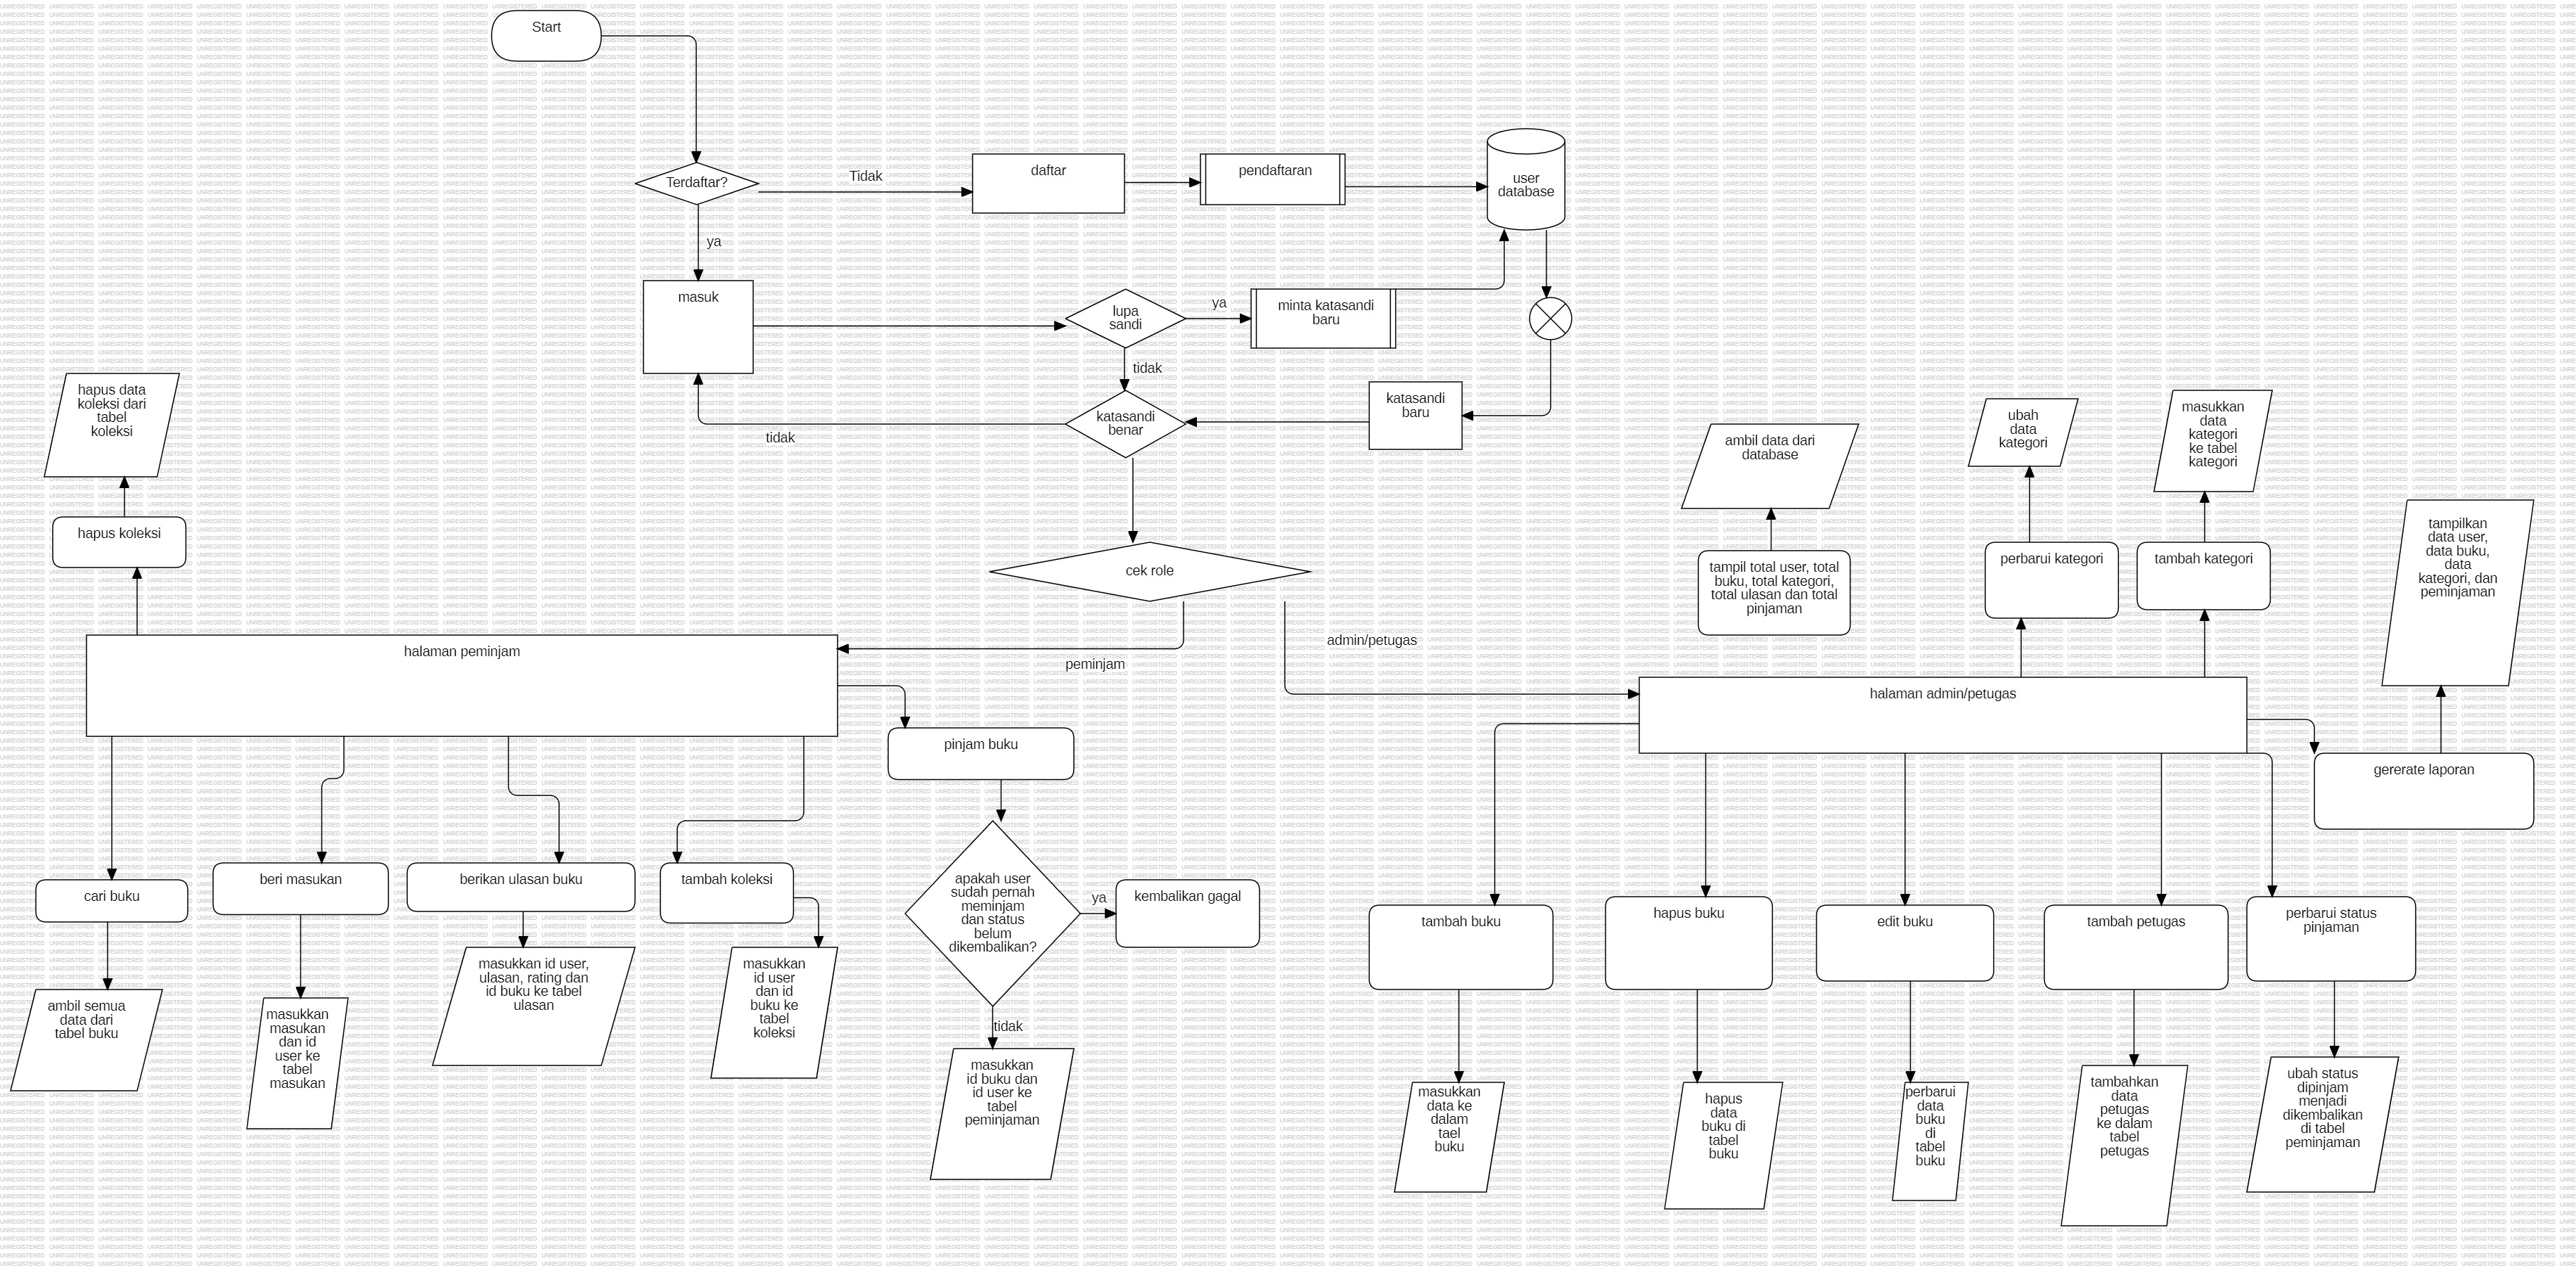 Start
Terdaftar?
Tidak
daftar
pendaftaran
user
database
ya
masuk
lupa
sandi
ya
minta katasandi
baru
tidak
katasandi
benar
katasandi
baru
tidak
cek role
peminjam
admin/petugas
hapus data
koleksi dari
tabel
koleksi
hapus koleksi
halaman peminjam
pinjam buku
cari buku
beri masukan
berikan ulasan buku
tambah koleksi
apakah user
sudah pernah
meminjam
dan status
belum
dikembalikan?
ya
kembalikan gagal
tidak
ambil semua
data dari
tabel buku
masukkan
masukan
dan id
user ke
tabel
masukan
masukkan id user,
ulasan, rating dan
id buku ke tabel
ulasan
masukkan
id user
dan id
buku ke
tabel
koleksi
masukkan
id buku dan
id user ke
tabel
peminjaman
ambil data dari
database
ubah
data
kategori
masukkan
data
kategori
ke tabel
kategori
tampilkan
data user,
data buku,
data
kategori, dan
peminjaman
tampil total user, total
buku, total kategori,
total ulasan dan total
pinjaman
perbarui kategori
tambah kategori
halaman admin/petugas
gererate laporan
tambah buku
hapus buku
edit buku
tambah petugas
perbarui status
pinjaman
masukkan
data ke
dalam
tael
buku
hapus
data
buku di
tabel
buku
perbarui
data
buku
di
tabel
buku
tambahkan
data
petugas
ke dalam
tabel
petugas
ubah status
dipinjam
menjadi
dikembalikan
di tabel
peminjaman